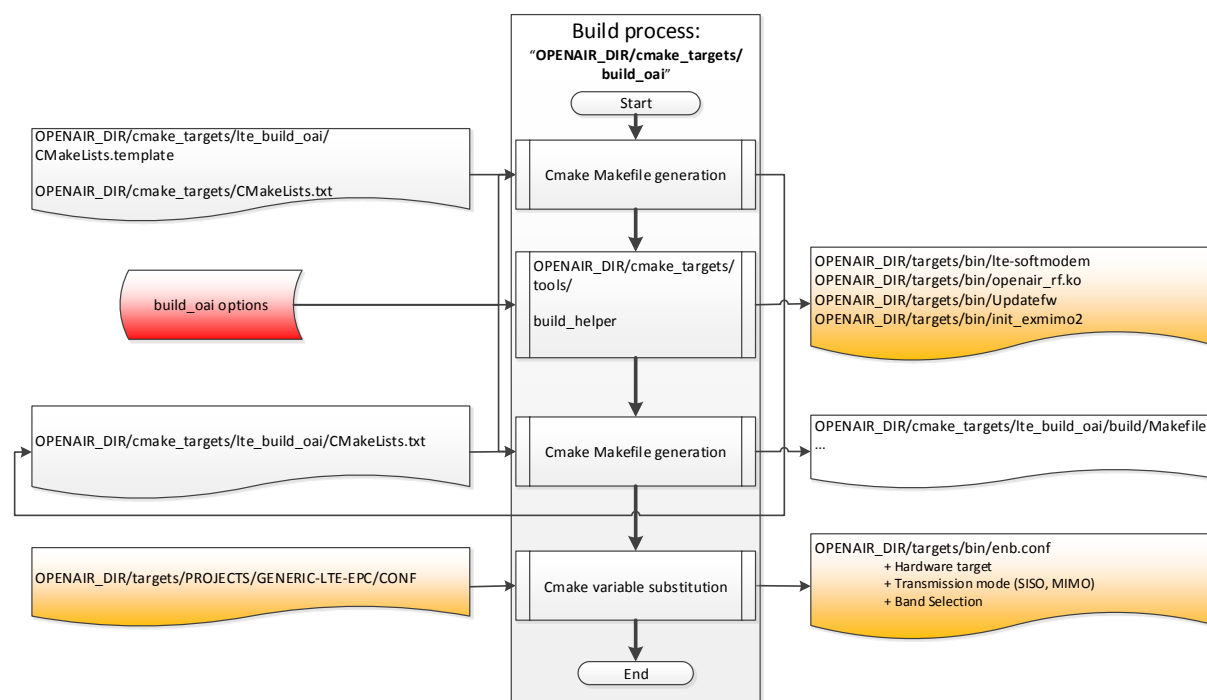 Build process:
“OPENAIR_DIR/cmake_targets/
build_oai”
Start
OPENAIR_DIR/cmake_targets/lte_build_oai/
CMakeLists.template
OPENAIR_DIR/cmake_targets/CMakeLists.txt
Cmake Makefile generation
build_oai options
OPENAIR_DIR/cmake_targets/
tools/
build_helper
OPENAIR_DIR/targets/bin/lte-softmodem
OPENAIR_DIR/targets/bin/openair_rf.ko
OPENAIR_DIR/targets/bin/Updatefw
OPENAIR_DIR/targets/bin/init_exmimo2
OPENAIR_DIR/cmake_targets/lte_build_oai/CMakeLists.txt
Cmake Makefile generation
OPENAIR_DIR/cmake_targets/lte_build_oai/build/Makefile
...
OPENAIR_DIR/targets/PROJECTS/GENERIC-LTE-EPC/CONF
Cmake variable substitution
OPENAIR_DIR/targets/bin/enb.conf
+ Hardware target
+ Transmission mode (SISO, MIMO)
+ Band Selection
End